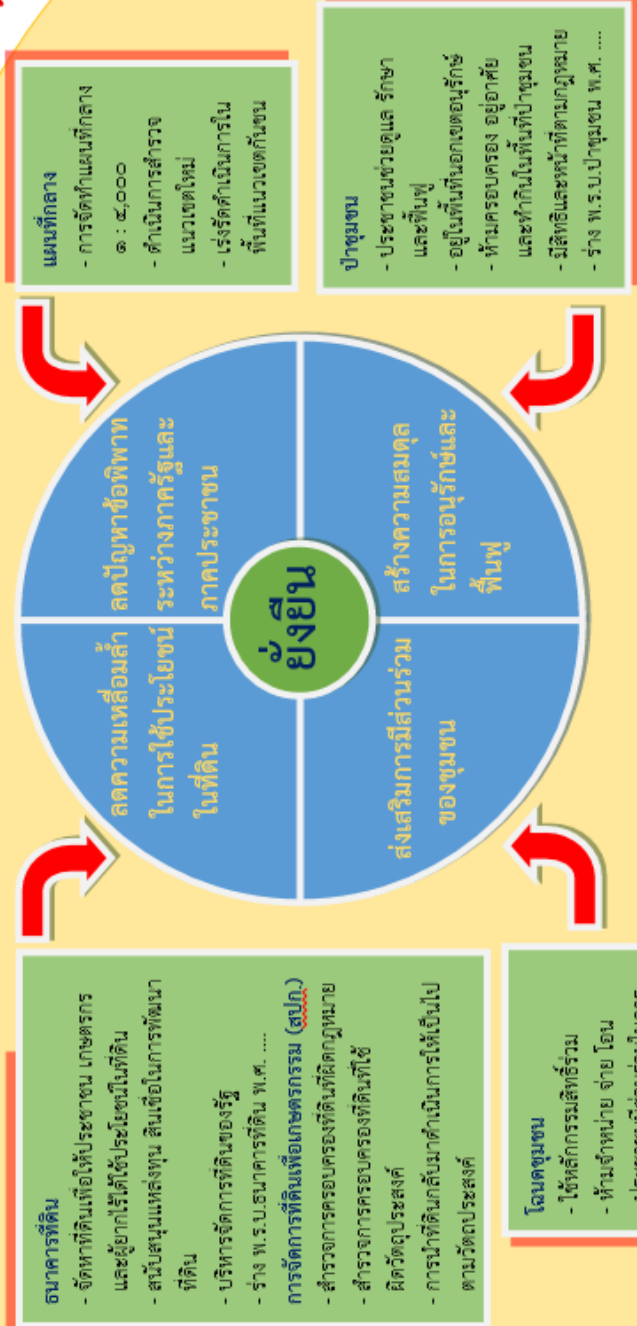 ธนาคารที่ดิน
- จัดหาที่ดินเพื่อให้ประชาชน เกษตรกร
และผู้ยากไร้ได้ใช้ประโยชน์ในที่ดิน
- สนับสนุนแหล่งทุน สินเชื่อในการพัฒนา
ที่ดิน
- บริหารจัดการที่ดินของรัฐ
- ร่าง พ.ร.บ.ธนาคารที่ดิน พ.ศ. ....
การจัดการที่ดินเพื่อเกษตรกรรม (สปก.)
- สำรวจการครอบครองที่ดินที่ผิดกฎหมาย
- สำรวจการครอบครองที่ดินที่ใช้
ผิดวัตถุประสงค์
- การนำที่ดินกลับมาดำเนินการให้เป็นไป
ตามวัตถุประสงค์
แผนที่กลาง
- การจัดทำแผนที่กลาง
๑ : ๔,๐๐๐
- ดำเนินการสำรวจ
แนวเขตใหม่
- เร่งรัดดำเนินการใน
พื้นที่แนวเขตกันชน
ลดความเหลื่อมล้ำ
ในการใช้ประโยชน์
ในที่ดิน
ลดปัญหาข้อพิพาท
ระหว่างภาครัฐและ
ภาคประชาชน
ยั่งยืน
ส่งเสริมการมีส่วนร่วม
ของชุมชน
สร้างความสมดุล
ในการอนุรักษ์และ
ฟื้นฟู
โฉนดชุมชน
- ใช้หลักกรรมสิทธิ์ร่วม
- ห้ามจำหน่าย จ่าย โอน
ป่าชุมชน
- ประชาชนช่วยดูแล รักษา
และฟื้นฟู
- อยู่ในพื้นที่นอกเขตอนุรักษ์
- ห้ามครอบครอง อยู่อาศัย
และทำกินในพื้นที่ป่าชุมชน
- มีสิทธิและหน้าที่ตามกฎหมาย
- ร่าง พ.ร.บ.ป่าชุมชน พ.ศ. ....